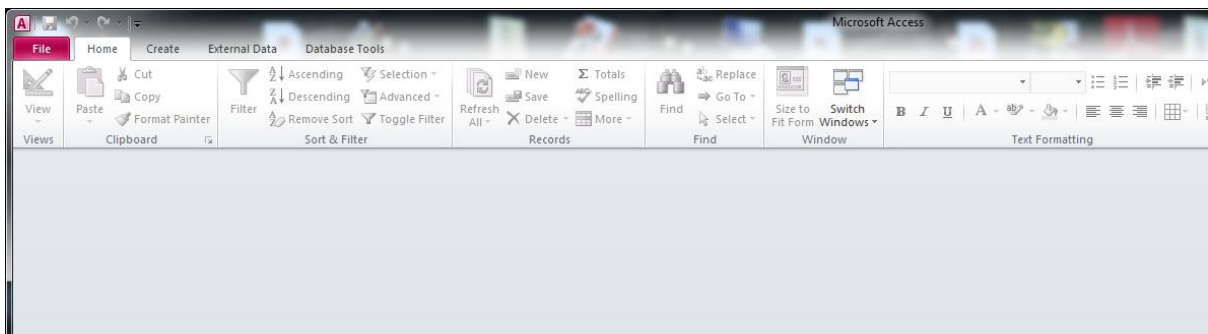 A
Microsoft Access
File Home Create External Data Database Tools
View
Views
Paste
Cut
Copy
Format Painter
Clipboard
Filter
Ascending
Descending
Remove Sort
Selection
Advanced
Toggle Filter
Sort & Filter
Refresh
All
New
Save
Delete
Totals
Spelling
More
Records
Find
Replace
Go To
Select
Find
Size to
Fit Form
Switch
Windows
Window
B I U A
Text Formatting